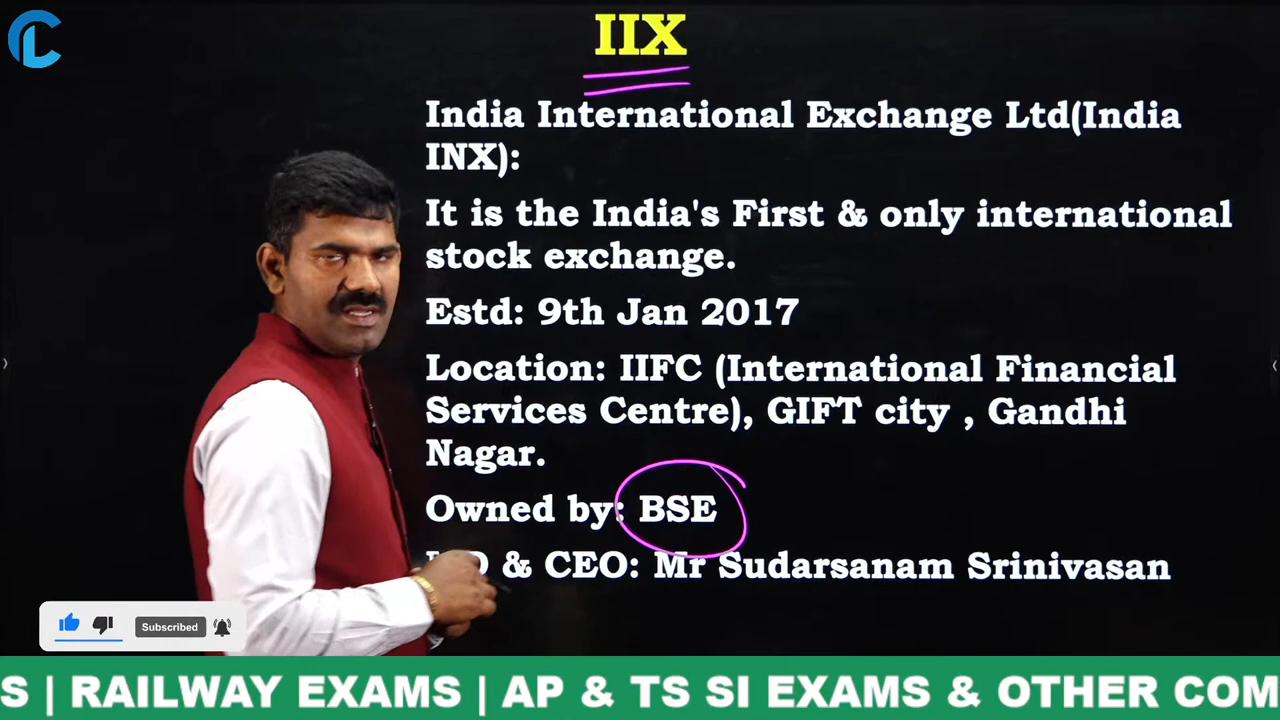 IIX
India International Exchange Ltd(India
INX):
It is the India's First & only international
stock exchange.
Estd: 9th Jan 2017
Location: IIFC (International Financial
Services Centre), GIFT city , Gandhi
Nagar.
Owned by: BSE
& CEO: Mr Sudarsanam Srinivasan
Subscribed
S | RAILWAY EXAMS | AP & TS SI EXAMS & OTHER COM